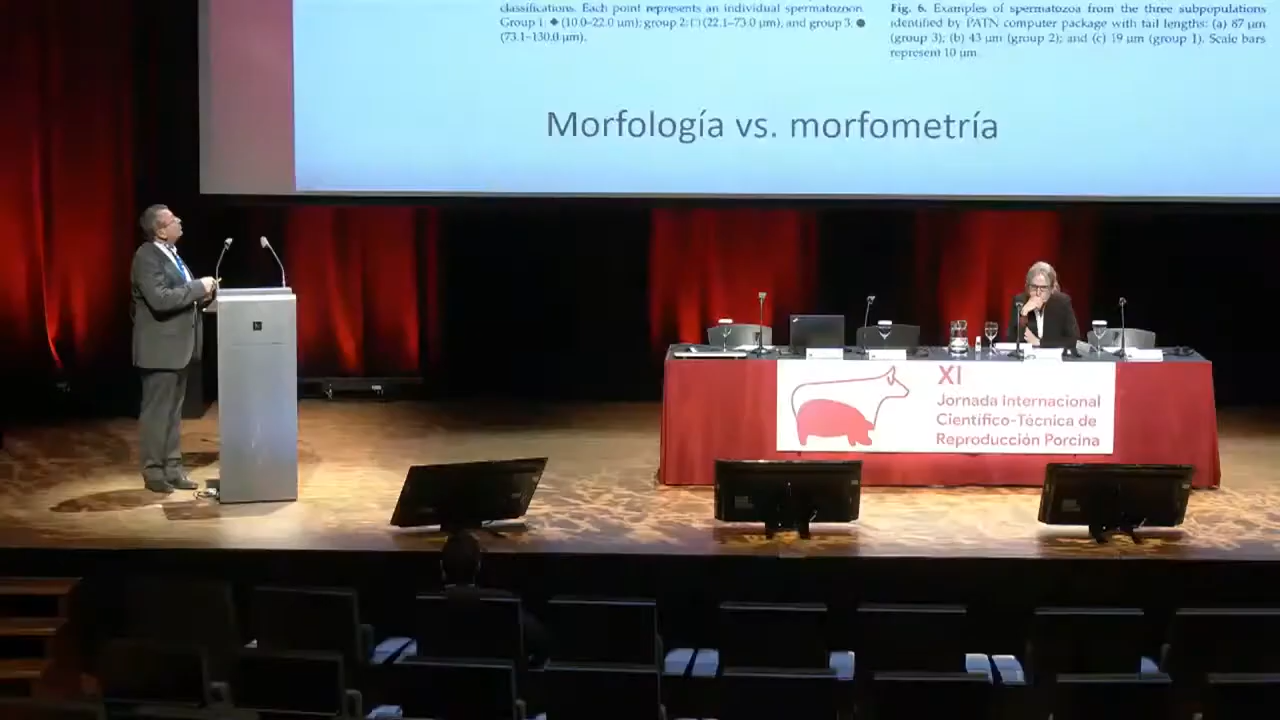 classifications. Each point represents an individual spermatozoon.
Group 1: ◆ (10.0–22.0 µm); group 2: □ (22.1–73.0 µm), and group 3: ●
(73.1–130.0 µm).
Fig. 6. Examples of spermatozoa from the three subpopulations
identified by PATN computer package with tail lengths: (a) 87 µm
(group 3), (b) 43 µm (group 2); and (c) 19 µm (group 1). Scale bars
represent 10 µm.
Morfología vs. morfometría
XI
Jornada Internacional
Científico-Técnica de
Reproducción Porcina